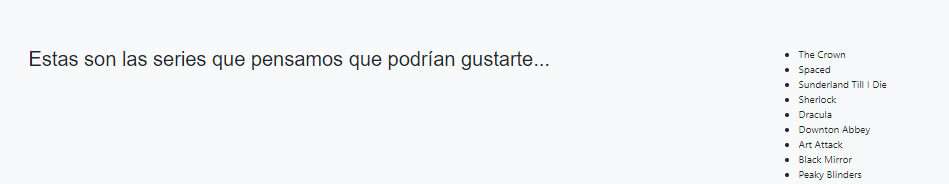 Estas son las series que pensamos que podrían gustarte...
The Crown
Spaced
Sunderland Till I Die
Sherlock
Dracula
Downton Abbey
Art Attack
Black Mirror
Peaky Blinders